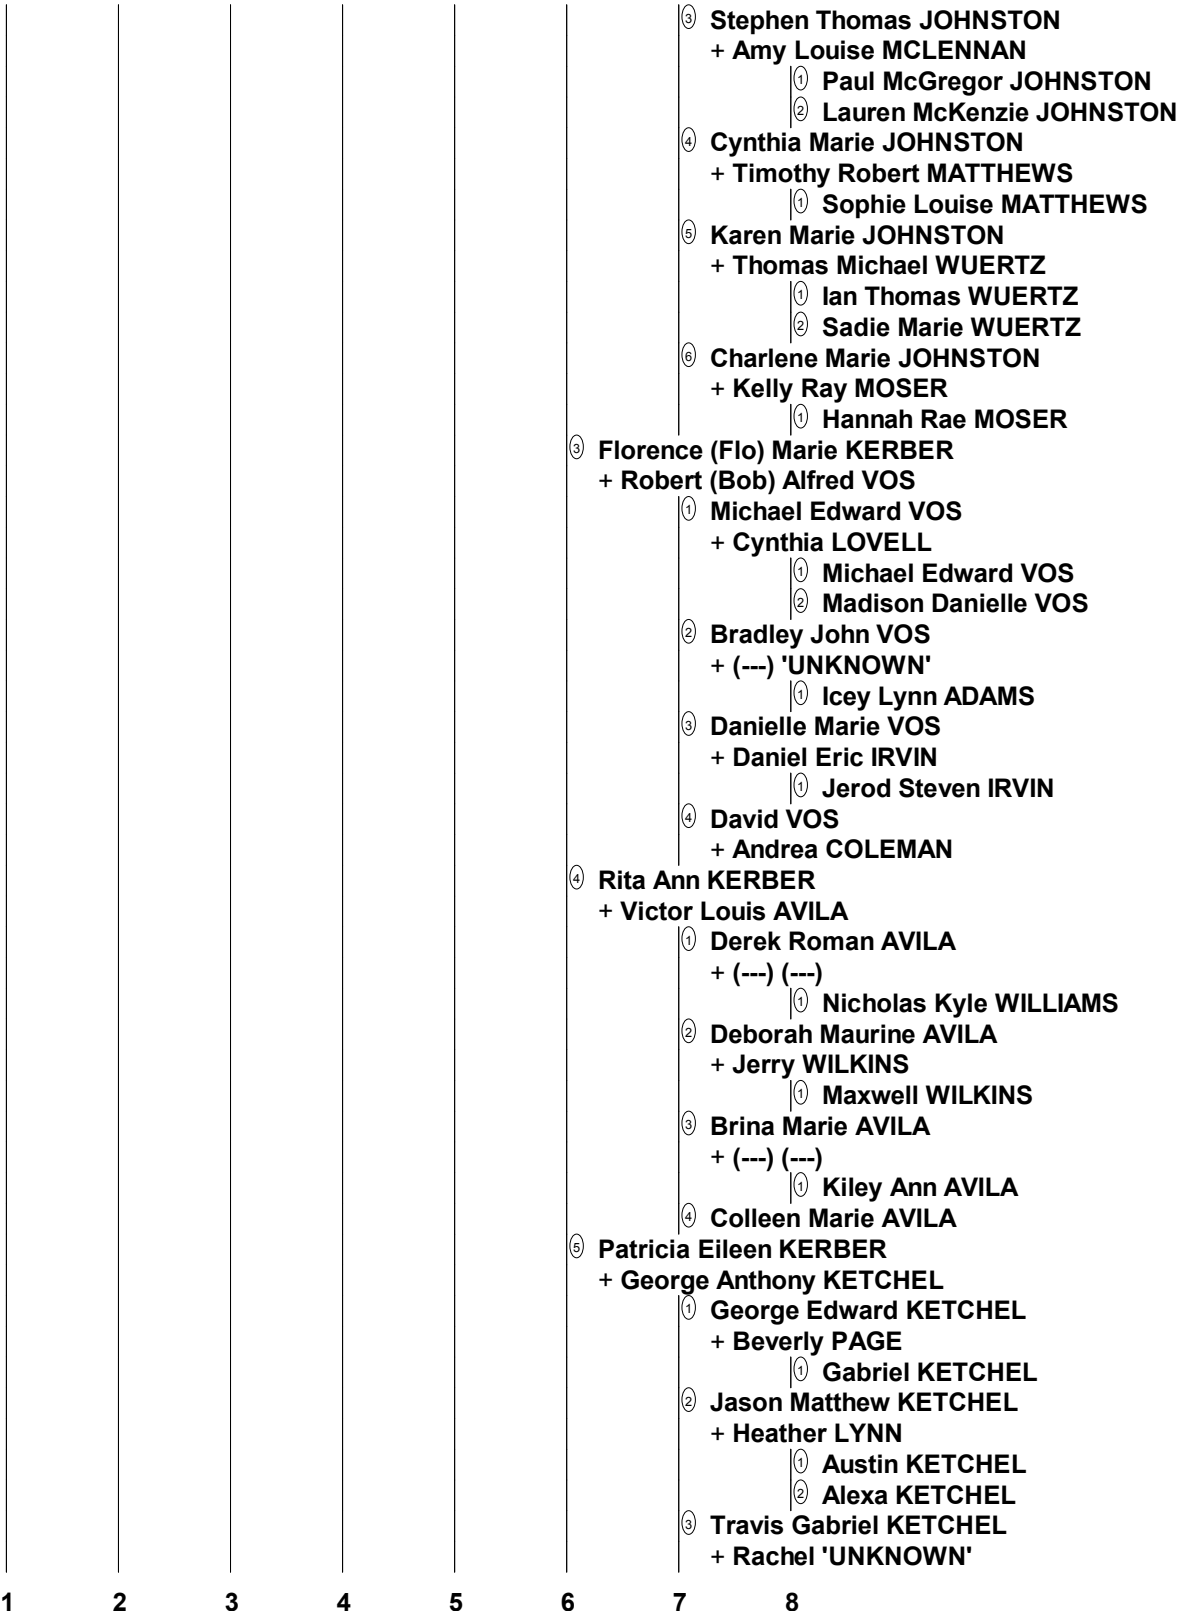 ③ Stephen Thomas JOHNSTON
+ Amy Louise MCLENNAN
① Paul McGregor JOHNSTON
② Lauren McKenzie JOHNSTON
④ Cynthia Marie JOHNSTON
+ Timothy Robert MATTHEWS
① Sophie Louise MATTHEWS
⑤ Karen Marie JOHNSTON
+ Thomas Michael WUERTZ
① Ian Thomas WUERTZ
② Sadie Marie WUERTZ
⑥ Charlene Marie JOHNSTON
+ Kelly Ray MOSER
① Hannah Rae MOSER
③ Florence (Flo) Marie KERBER
+ Robert (Bob) Alfred VOS
① Michael Edward VOS
+ Cynthia LOVELL
① Michael Edward VOS
② Madison Danielle VOS
② Bradley John VOS
+ (---) 'UNKNOWN'
① Icey Lynn ADAMS
③ Danielle Marie VOS
+ Daniel Eric IRVIN
① Jerod Steven IRVIN
④ David VOS
+ Andrea COLEMAN
④ Rita Ann KERBER
+ Victor Louis AVILA
① Derek Roman AVILA
+ (---) (---)
① Nicholas Kyle WILLIAMS
② Deborah Maurine AVILA
+ Jerry WILKINS
① Maxwell WILKINS
③ Brina Marie AVILA
+ (---) (---)
① Kiley Ann AVILA
④ Colleen Marie AVILA
⑤ Patricia Eileen KERBER
+ George Anthony KETCHEL
① George Edward KETCHEL
+ Beverly PAGE
① Gabriel KETCHEL
② Jason Matthew KETCHEL
+ Heather LYNN
① Austin KETCHEL
② Alexa KETCHEL
③ Travis Gabriel KETCHEL
+ Rachel 'UNKNOWN'
1 2 3 4 5 6 7 8